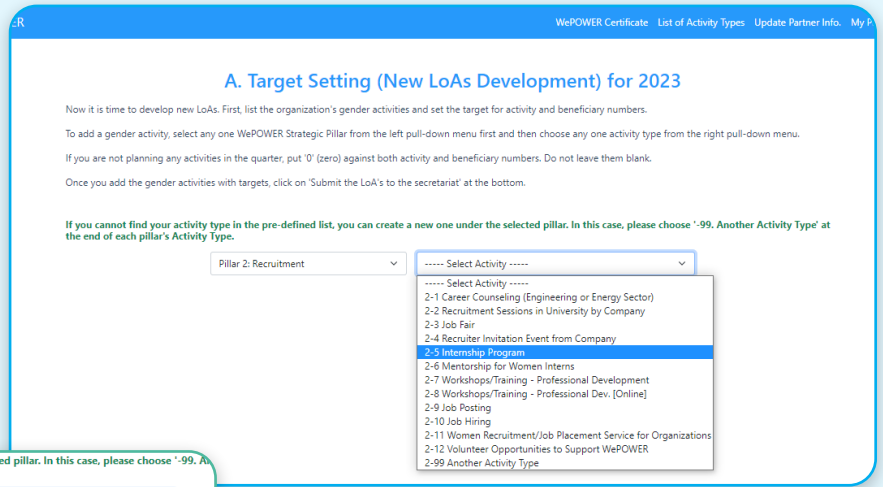 ER
WePOWER Certificate List of Activity Types Update Partner Info. My P
A. Target Setting (New LoAs Development) for 2023
Now it is time to develop new LoAs. First, list the organization's gender activities and set the target for activity and beneficiary numbers.
To add a gender activity, select any one WePOWER Strategic Pillar from the left pull-down menu first and then choose any one activity type from the right pull-down menu.
If you are not planning any activities in the quarter, put '0' (zero) against both activity and beneficiary numbers. Do not leave them blank.
Once you add the gender activities with targets, click on 'Submit the LoA's to the secretariat' at the bottom.
If you cannot find your activity type in the pre-defined list, you can create a new one under the selected pillar. In this case, please choose '-99. Another Activity Type' at
the end of each pillar's Activity Type.
Pillar 2: Recruitment
----- Select Activity -----
----- Select Activity -----
2-1 Career Counseling (Engineering or Energy Sector)
2-2 Recruitment Sessions in University by Company
2-3 Job Fair
2-4 Recruiter Invitation Event from Company
2-5 Internship Program
2-6 Mentorship for Women Interns
2-7 Workshops/Training - Professional Development
2-8 Workshops/Training - Professional Dev. [Online]
2-9 Job Posting
2-10 Job Hiring
2-11 Women Recruitment/Job Placement Service for Organizations
2-12 Volunteer Opportunities to Support WePOWER
2-99 Another Activity Type
ed pillar. In this case, please choose '-99. A